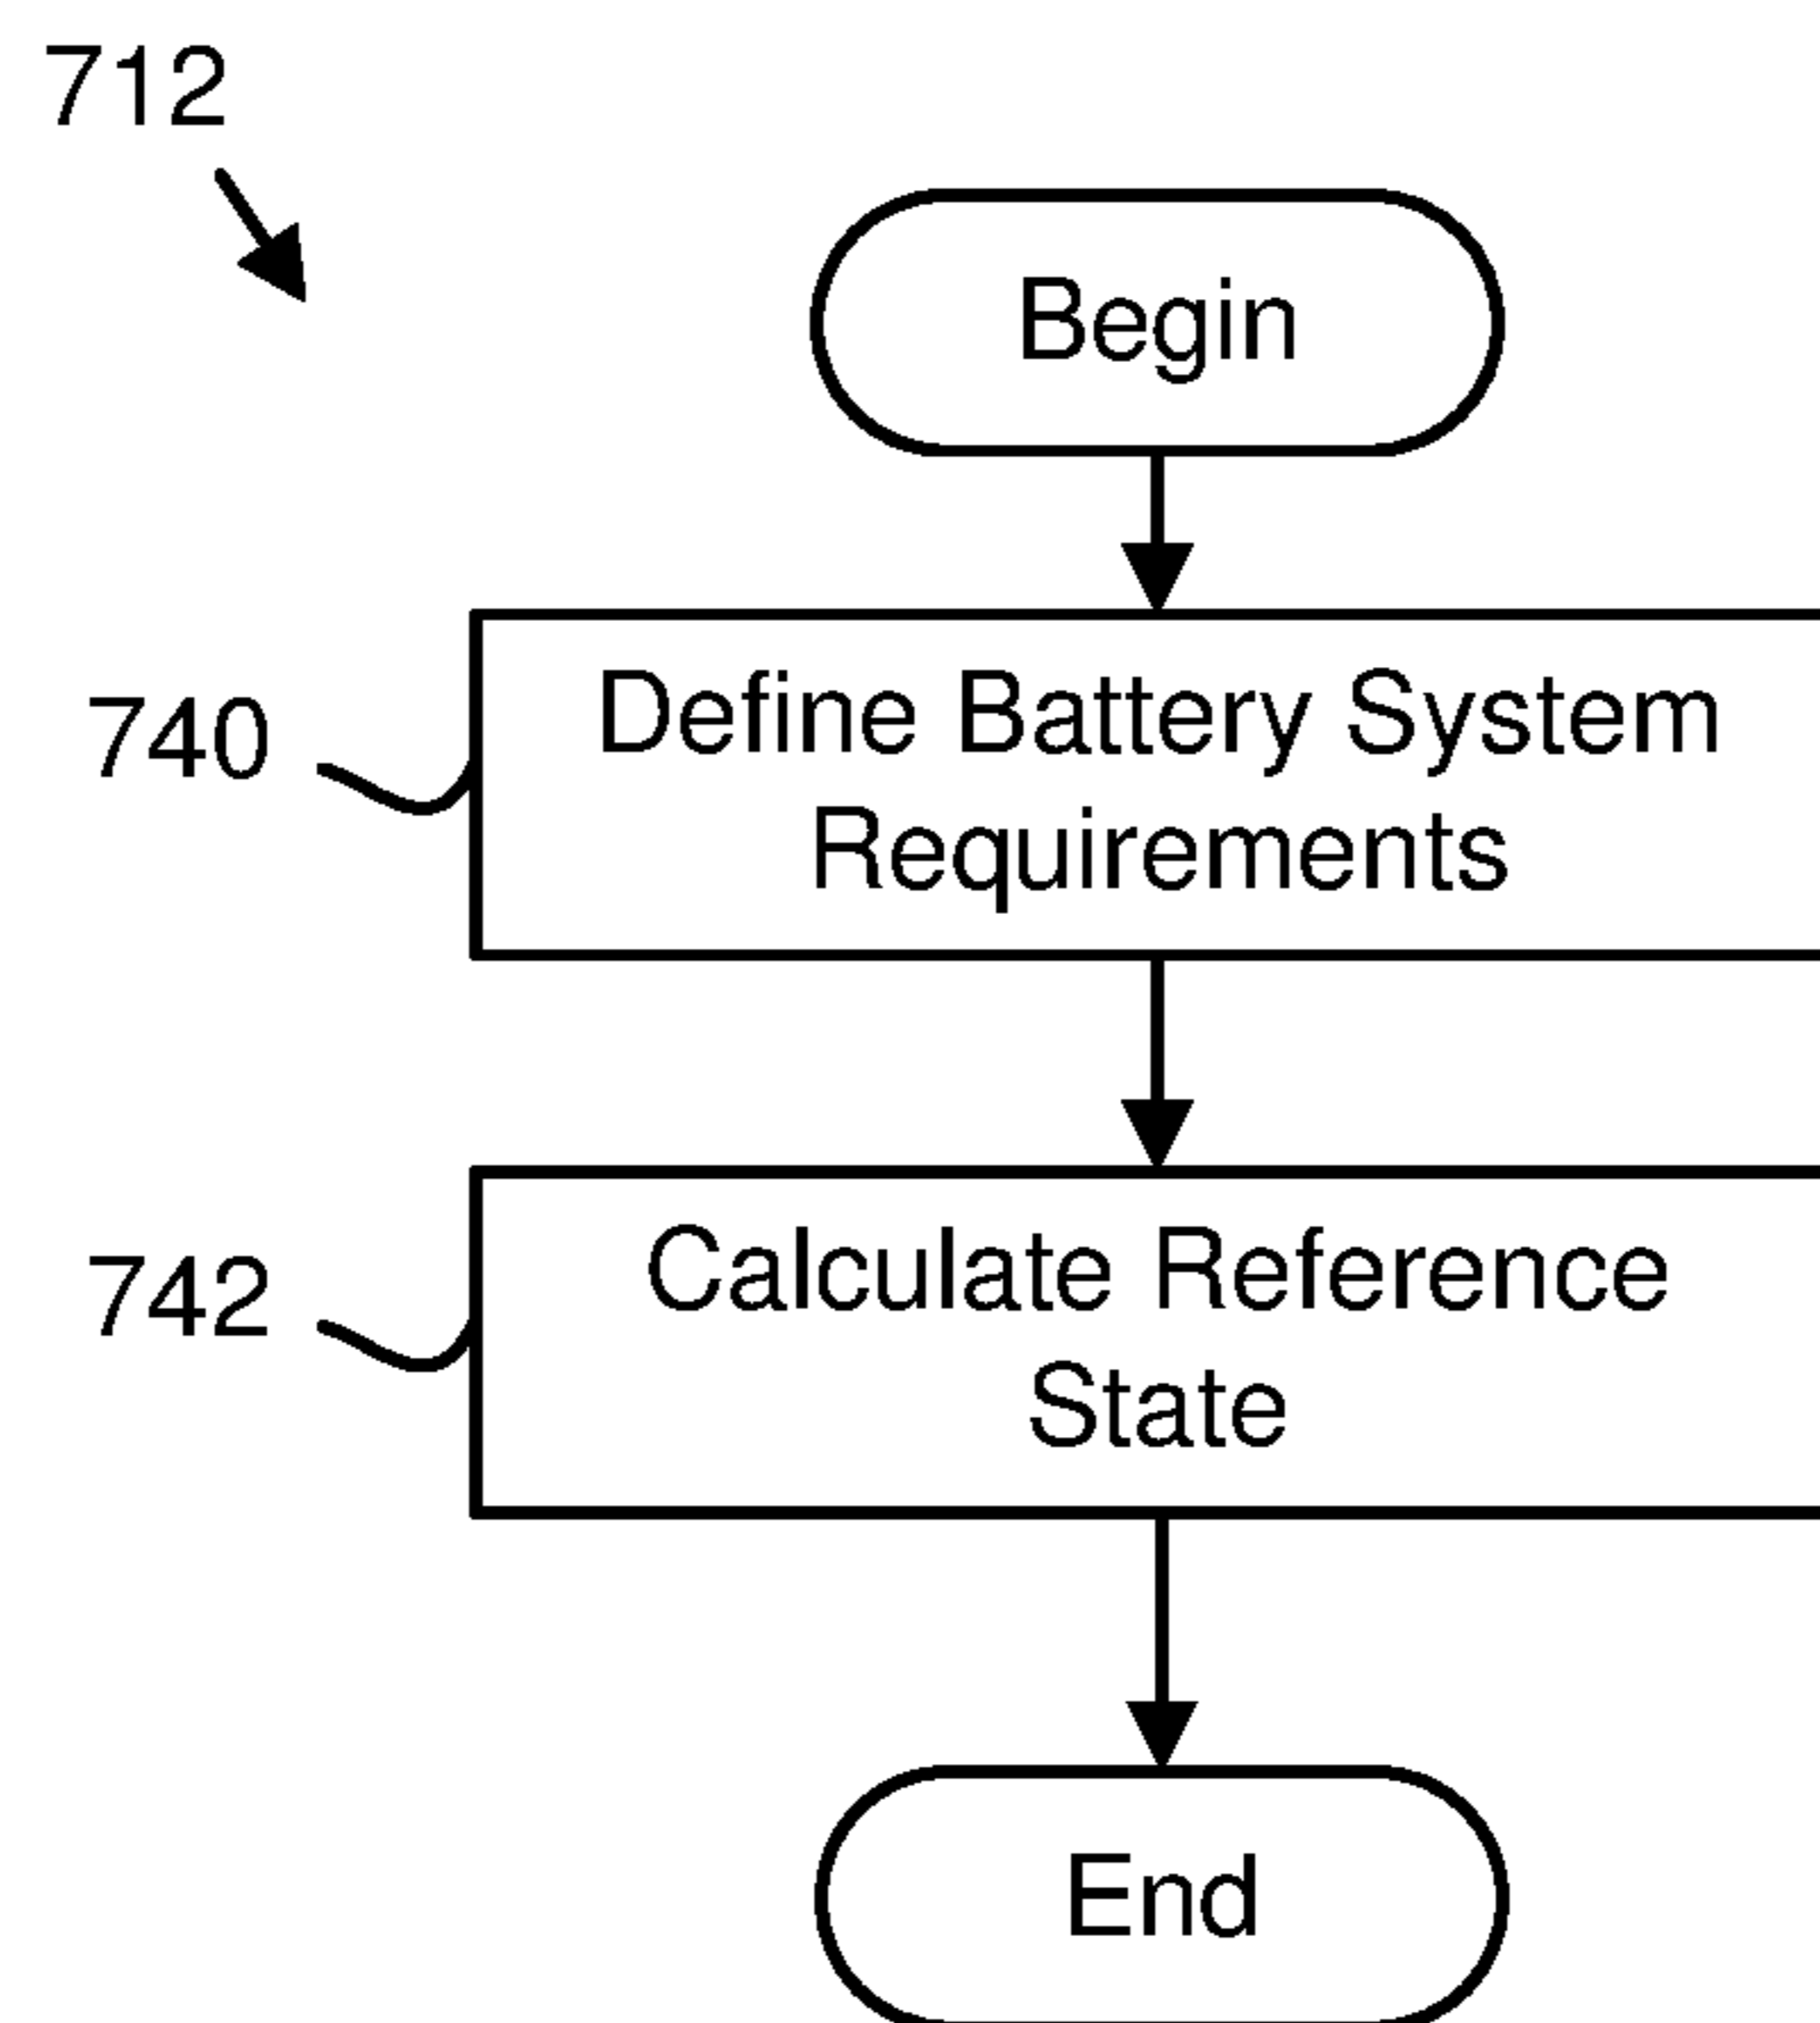 712
Begin
740
Define Battery System
Requirements
742
Calculate Reference
State
End